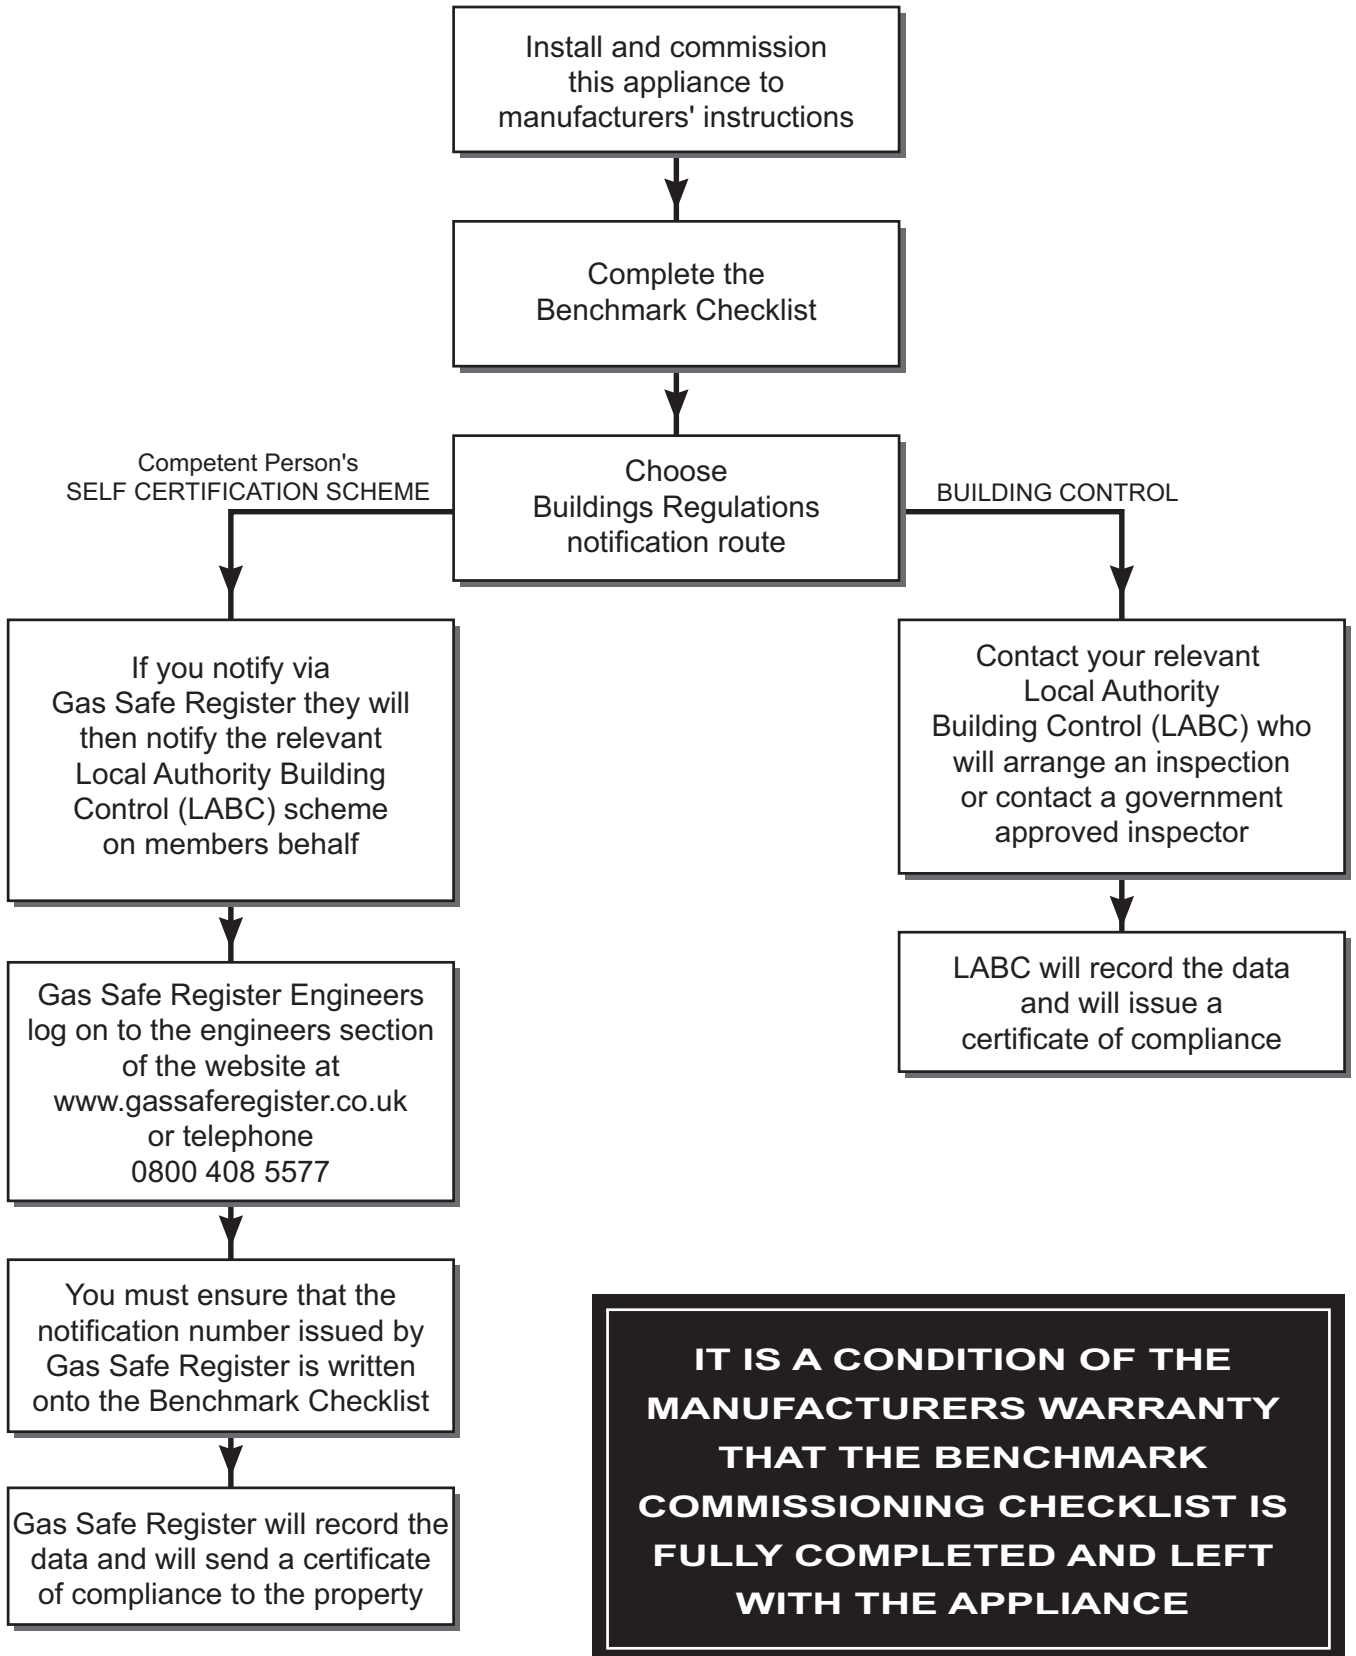 Install and commission
this appliance to
manufacturers' instructions
Complete the
Benchmark Checklist
Choose
Buildings Regulations
notification route
Competent Person's
SELF CERTIFICATION SCHEME
BUILDING CONTROL
If you notify via
Gas Safe Register they will
then notify the relevant
Local Authority Building
Control (LABC) scheme
on members behalf
Gas Safe Register Engineers
log on to the engineers section
of the website at
www.gassaferegister.co.uk
or telephone
0800 408 5577
You must ensure that the
notification number issued by
Gas Safe Register is written
onto the Benchmark Checklist
Gas Safe Register will record the
data and will send a certificate
of compliance to the property
Contact your relevant
Local Authority
Building Control (LABC) who
will arrange an inspection
or contact a government
approved inspector
LABC will record the data
and will issue a
certificate of compliance
IT IS A CONDITION OF THE
MANUFACTURERS WARRANTY
THAT THE BENCHMARK
COMMISSIONING CHECKLIST IS
FULLY COMPLETED AND LEFT
WITH THE APPLIANCE